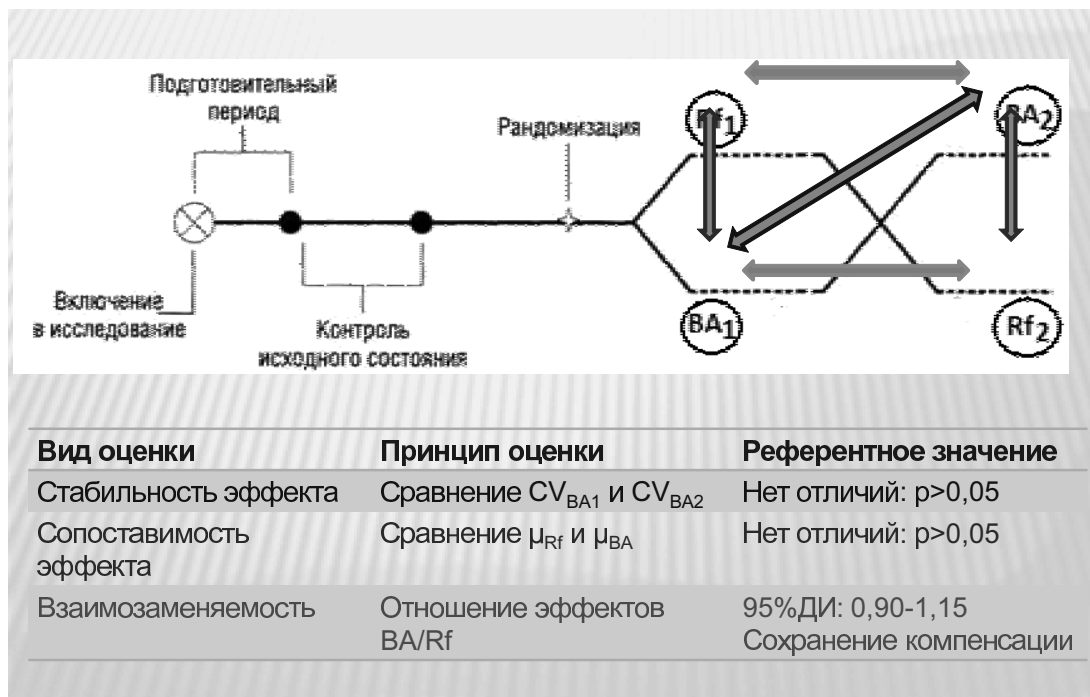 Подготовительный
период
Рандомизация
Rf1
BA2
Включение
в исследование
Контроль
исходного состояния
BA1
Rf2
Вид оценки Принцип оценки Референтное значение
Стабильность эффекта Сравнение CVBA1 и CVBA2 Нет отличий: p>0,05
Сопоставимость Сравнение μRf и μBA Нет отличий: p>0,05
эффекта
Взаимозаменяемость Отношение эффектов 95%ДИ: 0,90-1,15
BA/Rf Сохранение компенсации